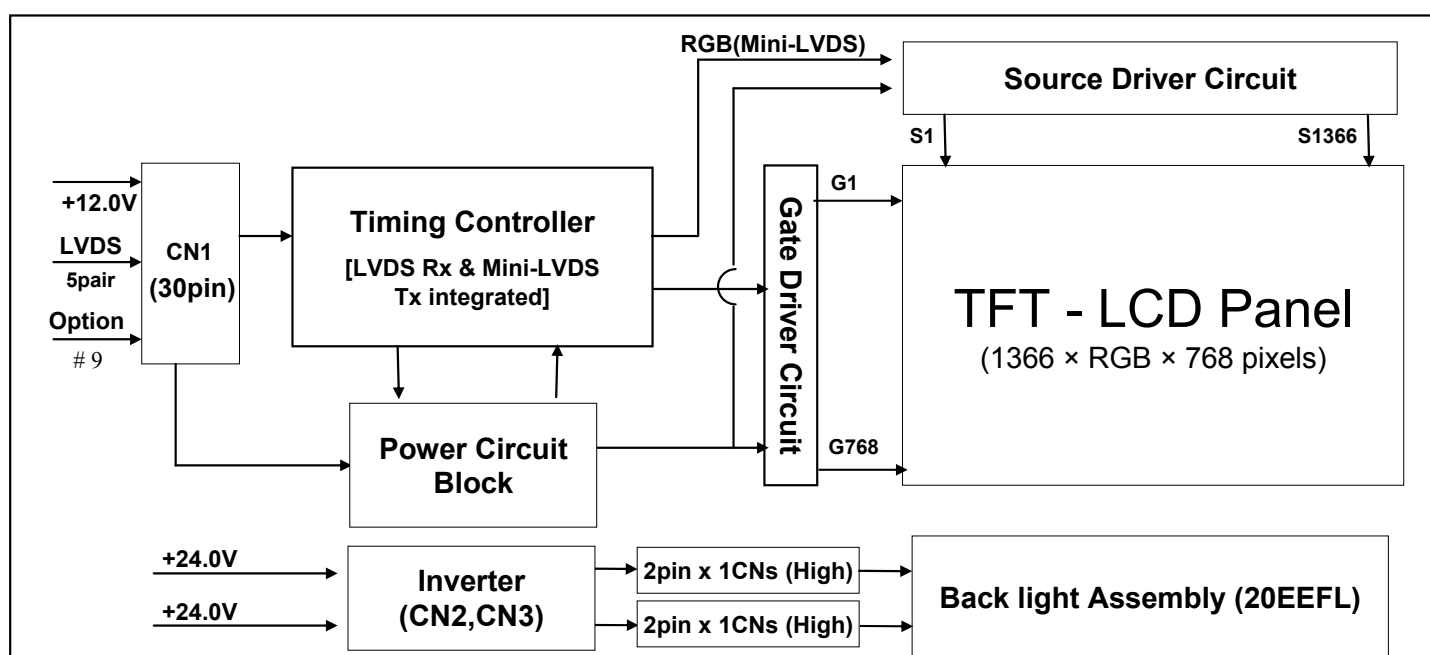 RGB(Mini-LVDS)
Source Driver Circuit
S1
S1366
+12.0V
LVDS
5pair
Option
# 9
CN1
(30pin)
Timing Controller
[LVDS Rx & Mini-LVDS
Tx integrated]
Power Circuit
Block
Gate Driver Circuit
G1
G768
TFT - LCD Panel
(1366 × RGB × 768 pixels)
+24.0V
+24.0V
Inverter
(CN2,CN3)
2pin x 1CNs (High)
2pin x 1CNs (High)
Back light Assembly (20EEFL)